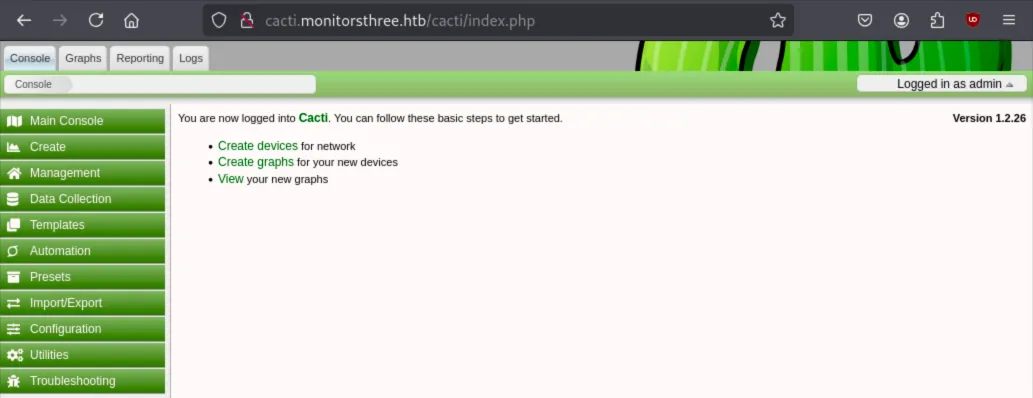 cacti.monitorsthree.htb/cacti/index.php
Console Graphs Reporting Logs
Console Logged in as admin
Main Console
Create
Management
Data Collection
Templates
Automation
Presets
Import/Export
Configuration
Utilities
Troubleshooting
You are now logged into Cacti. You can follow these basic steps to get started. Version 1.2.26
• Create devices for network
• Create graphs for your new devices
• View your new graphs